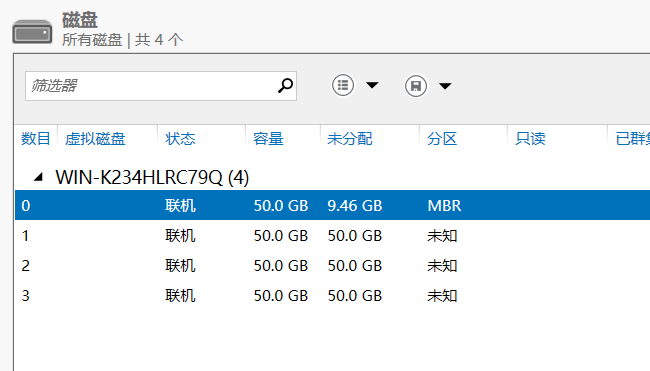 磁盘
所有磁盘 | 共 4 个
筛选器
数目 虚拟磁盘 状态 容量 未分配 分区 只读 已群集
WIN-K234HLRC79Q (4)
0 联机 50.0 GB 9.46 GB MBR
1 联机 50.0 GB 50.0 GB 未知
2 联机 50.0 GB 50.0 GB 未知
3 联机 50.0 GB 50.0 GB 未知